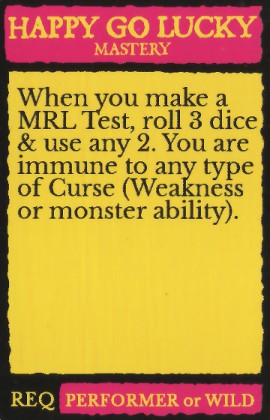 HAPPY GO LUCKY
MASTERY
When you make a
MRL Test, roll 3 dice
& use any 2. You are
immune to any type
of Curse (Weakness
or monster ability).
REQ PERFORMER or WILD